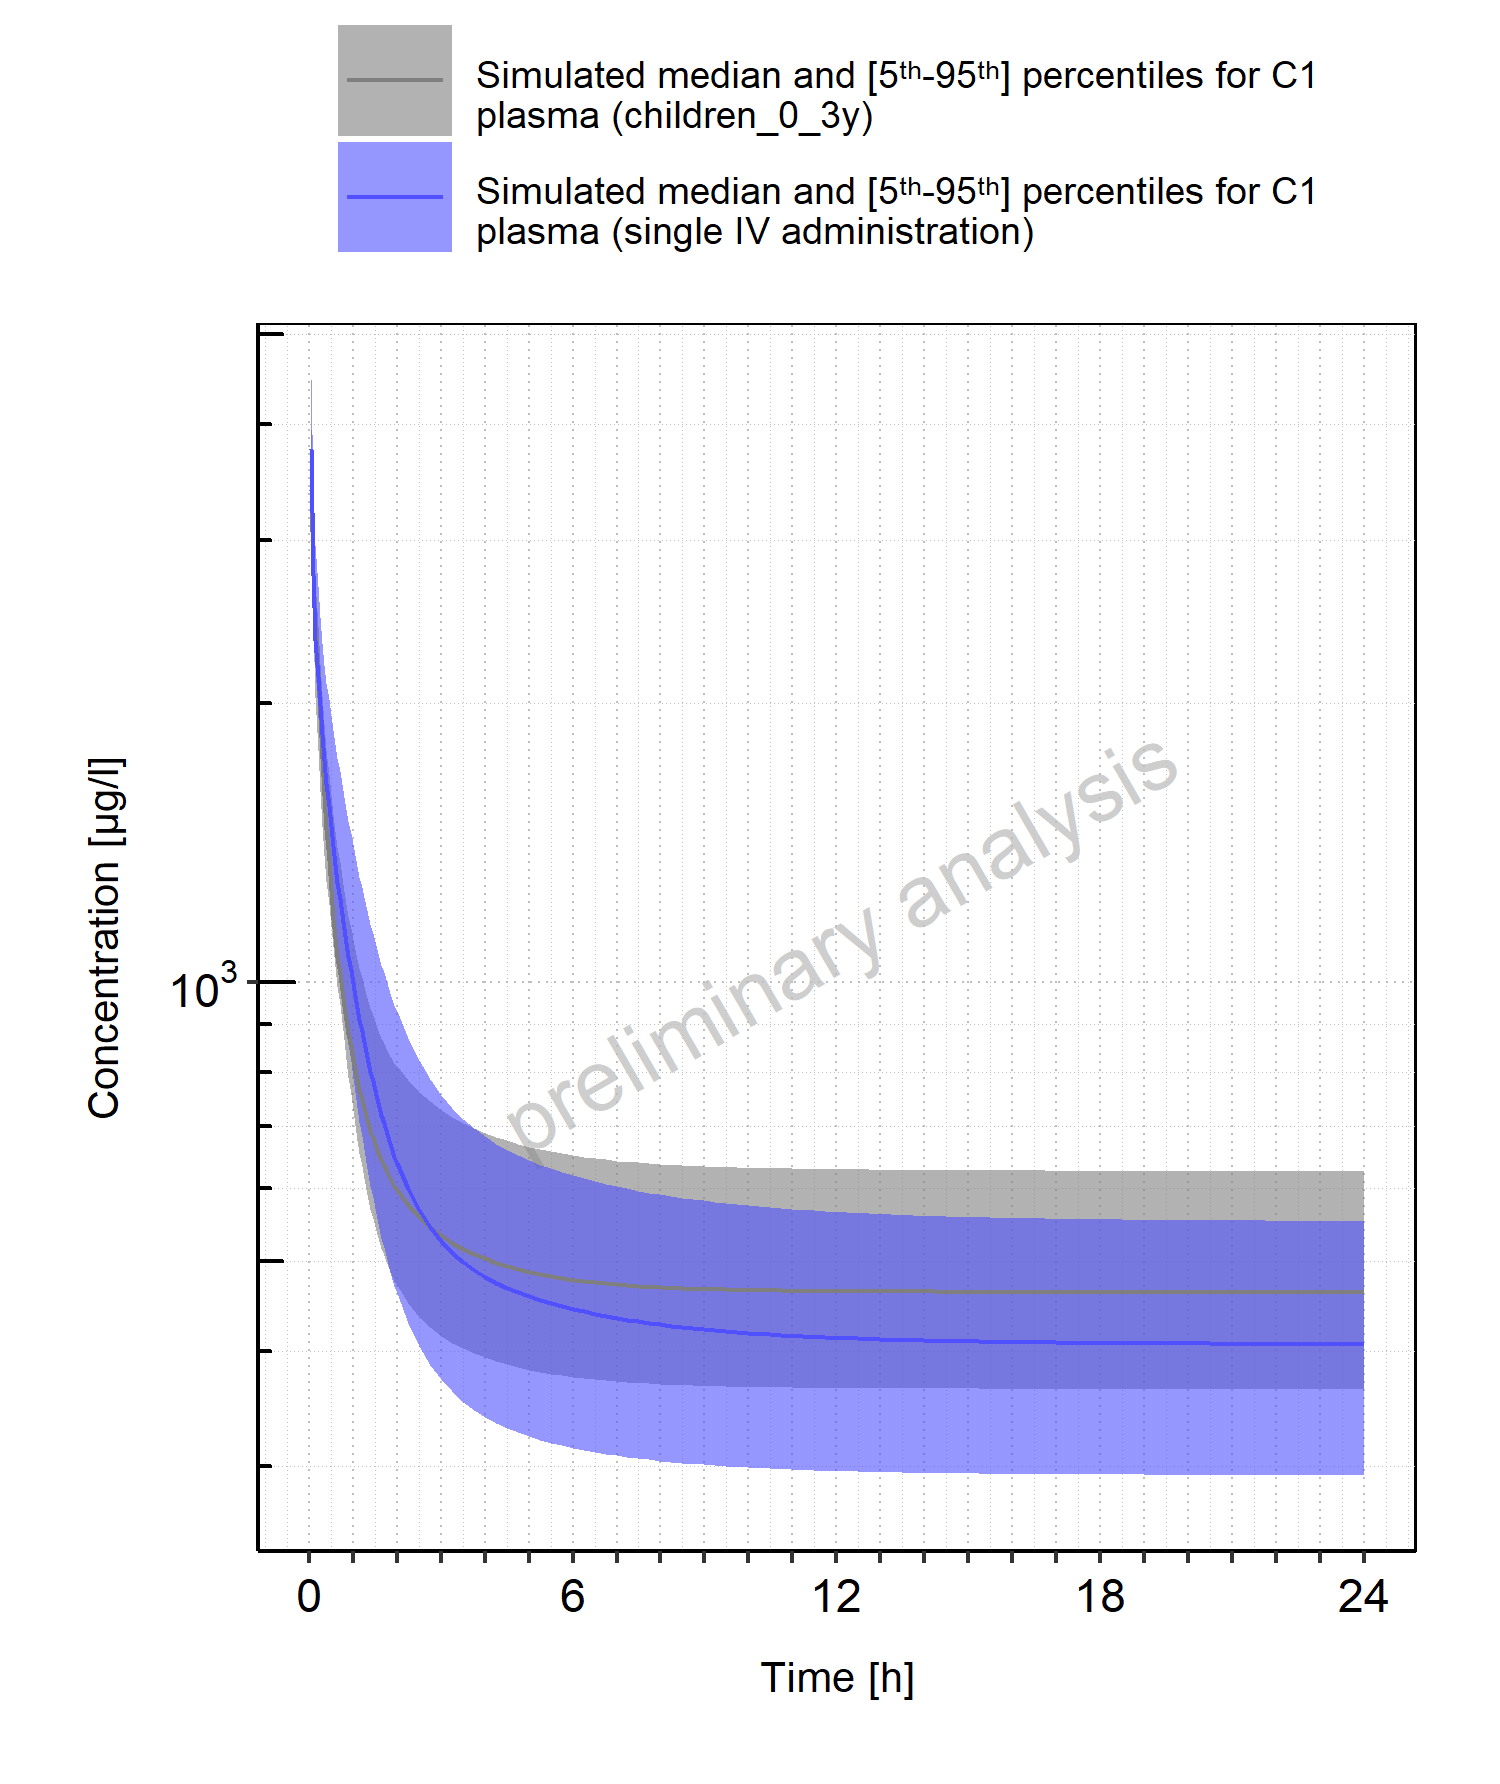 Simulated median and [5th-95th] percentiles for C1
plasma (children_0_3y)
Simulated median and [5th-95th] percentiles for C1
plasma (single IV administration)
Concentration [µg/l]
10³
preliminary analysis
0 6 12 18 24
Time [h]